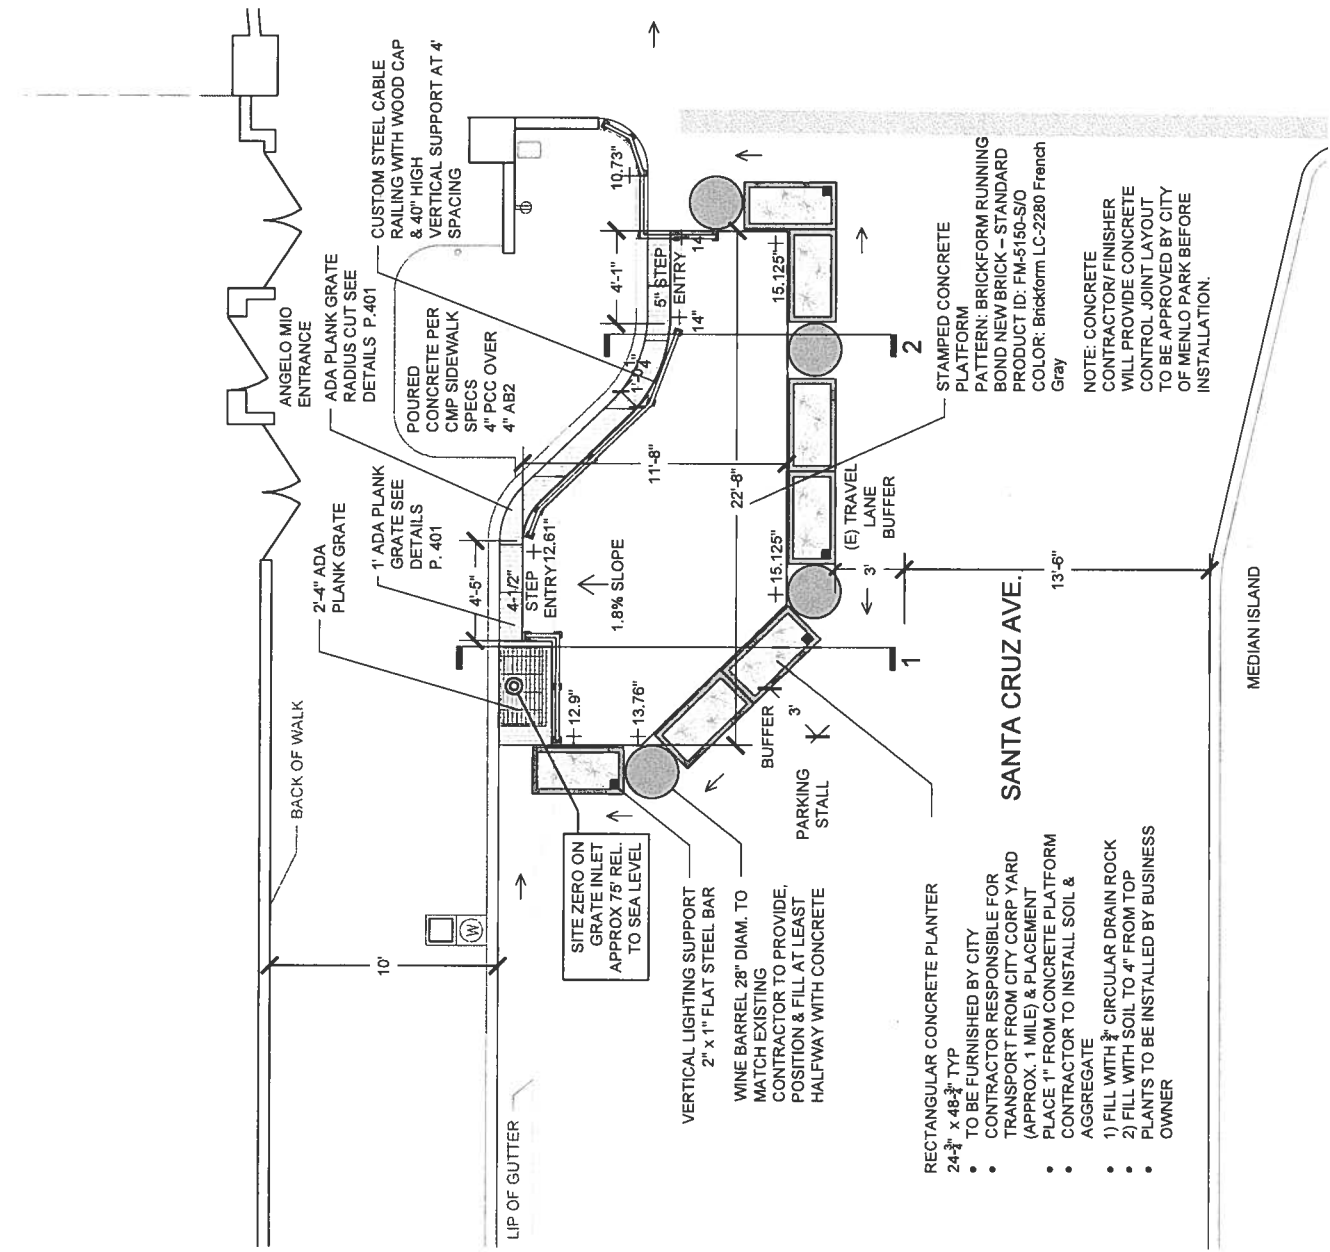 BACK OF WALK
10'
LIP OF GUTTER
W
2'-4" ADA
PLANK GRATE
1' ADA PLANK
GRATE SEE
DETAILS
P. 401
ANGELO MIO
ENTRANCE
ADA PLANK GRATE
RADIUS CUT SEE
DETAILS P.401
CUSTOM STEEL CABLE
RAILING WITH WOOD CAP
& 40" HIGH
VERTICAL SUPPORT AT 4'
SPACING
POURED
CONCRETE PER
CMP SIDEWALK
SPECS
4" PCC OVER
4" AB2
4'-5"
4-1/2"
STEP
ENTRY
12.61"
1.8% SLOPE
12.9"
13.76"
11'-8"
22'-8"
4'-1"
5" STEP
ENTRY
14"
14"
10.73"
15.125"
15.125"
SITE ZERO ON
GRATE INLET
APPROX 75' REL.
TO SEA LEVEL
VERTICAL LIGHTING SUPPORT
2" x 1" FLAT STEEL BAR
WINE BARREL 28" DIAM. TO
MATCH EXISTING
CONTRACTOR TO PROVIDE,
POSITION & FILL AT LEAST
HALFWAY WITH CONCRETE
BUFFER
3'
PARKING
STALL
(E) TRAVEL
LANE
BUFFER
3'
1
2
STAMPED CONCRETE
PLATFORM
PATTERN: BRICKFORM RUNNING
BOND NEW BRICK – STANDARD
PRODUCT ID: FM-5150-S/O
COLOR: Brickform LC-2280 French
Gray
NOTE: CONCRETE
CONTRACTOR/ FINISHER
WILL PROVIDE CONCRETE
CONTROL JOINT LAYOUT
TO BE APPROVED BY CITY
OF MENLO PARK BEFORE
INSTALLATION.
RECTANGULAR CONCRETE PLANTER
24-¾" x 48-¾" TYP
• TO BE FURNISHED BY CITY
• CONTRACTOR RESPONSIBLE FOR
TRANSPORT FROM CITY CORP YARD
(APPROX. 1 MILE) & PLACEMENT
• PLACE 1" FROM CONCRETE PLATFORM
• CONTRACTOR TO INSTALL SOIL &
AGGREGATE
• 1) FILL WITH ¾" CIRCULAR DRAIN ROCK
• 2) FILL WITH SOIL TO 4" FROM TOP
• PLANTS TO BE INSTALLED BY BUSINESS
OWNER
SANTA CRUZ AVE.
13'-6"
MEDIAN ISLAND